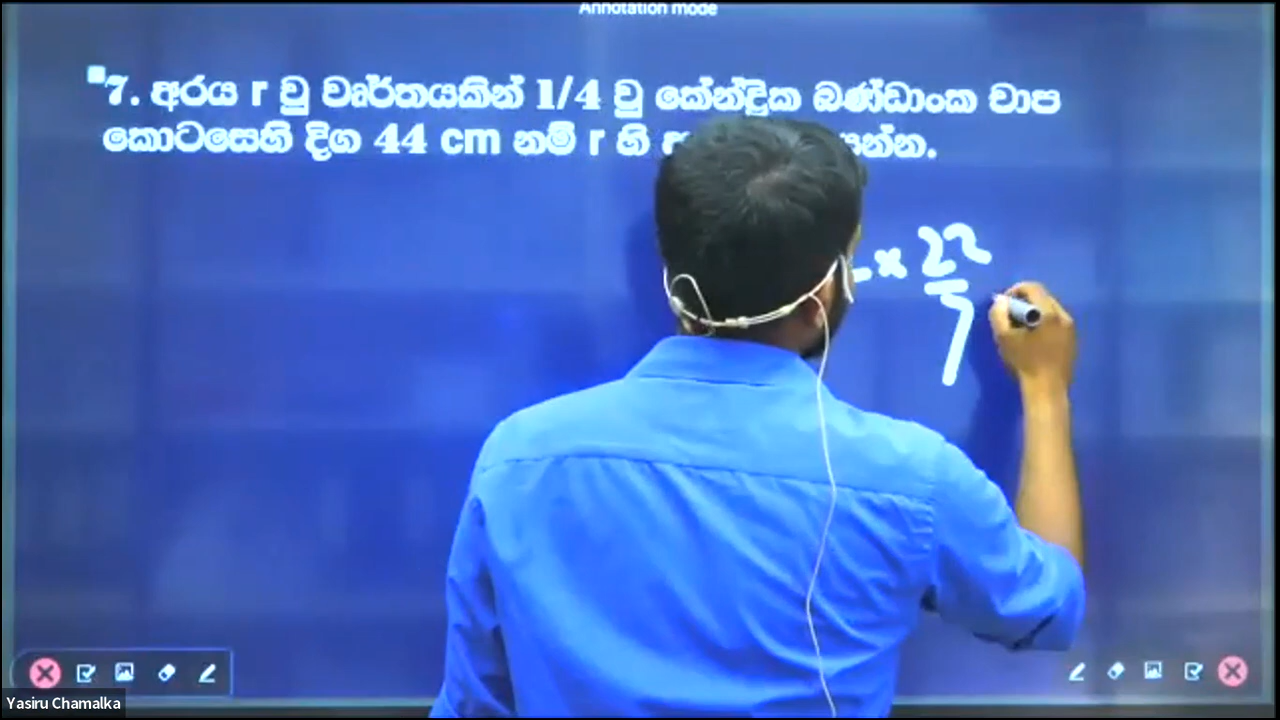 Annotation mode
7. අරය r වූ වෘර්තයකින් 1/4 වූ කේන්ද්‍රික ඛණ්ඩාංක චාප
කොටසෙහි දිග 44 cm නම් r හි
× 22
7
Yasiru Chamalka